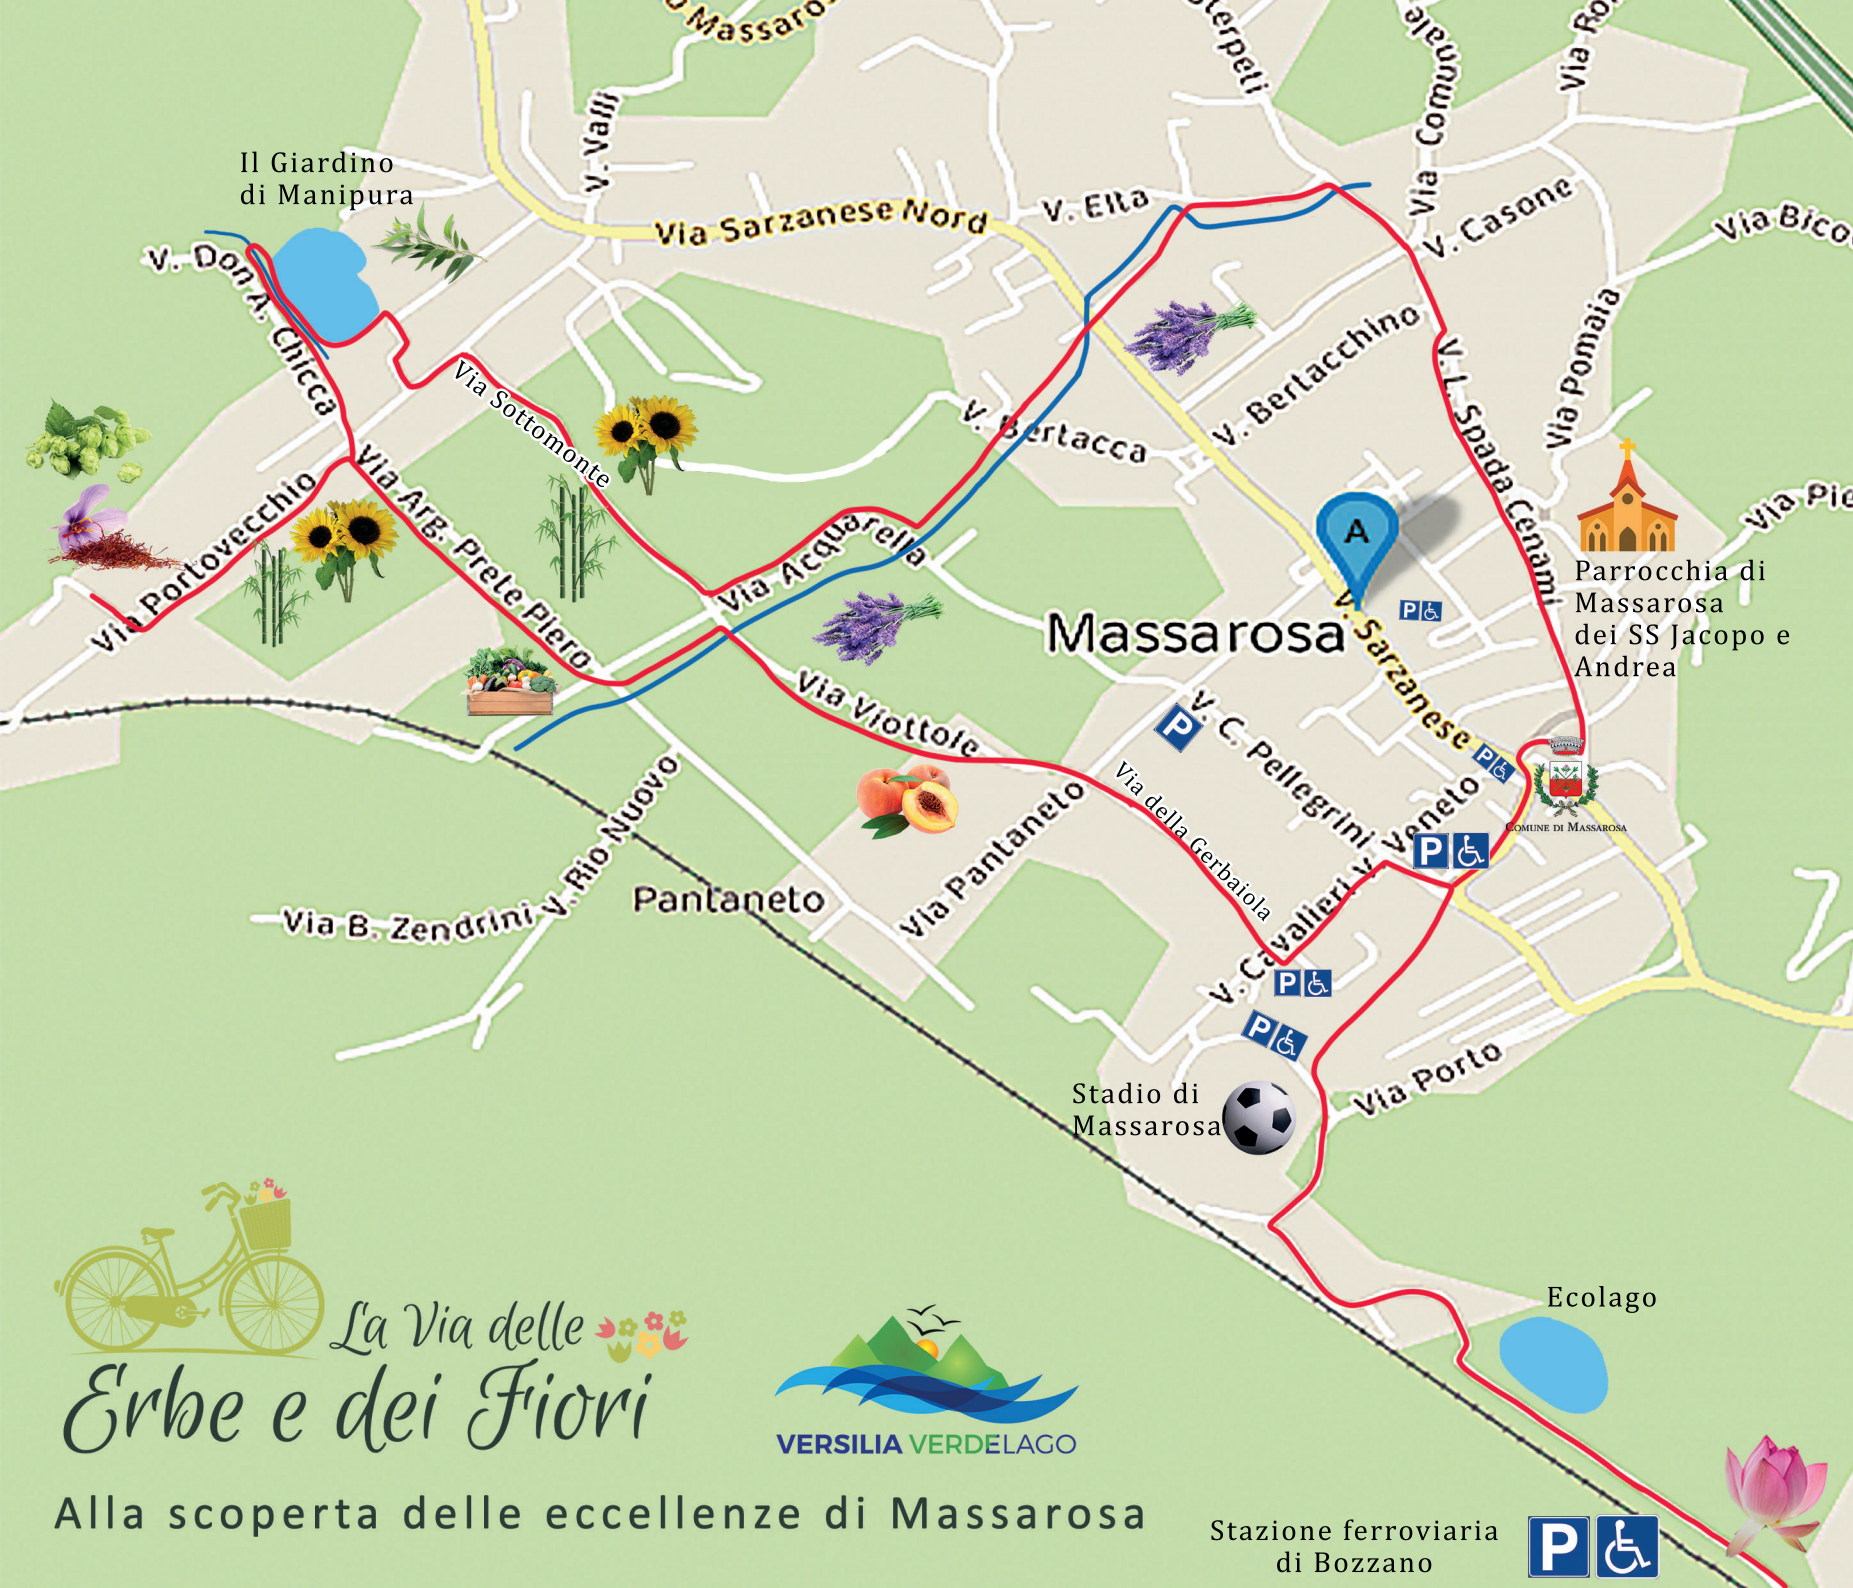 o Massaros
sterpeti
omunale
Via Ron
V. Valli
Via Comunale
Il Giardino
di Manipura
V. Elta
Via Sarzanese Nord
V. Casone
Via Bico
V. Don A. Chicca
Via Sottomonte
V. Bertacca
V. Bertacchino
V. L. Spada Cenami
Via Pomaia
Via Pie
Via Portovecchio
Via Arg. Prete Piero
Via Acquarella
A
P
Massarosa
V. Sarzanese
Parrocchia di
Massarosa
dei SS Jacopo e
Andrea
Via Viottole
P
V. C. Pellegrini
P
Via della Gerbaiola
V. Rio Nuovo
Via B. Zendrini
Pantaneto
Via Pantaneto
V. Cavalieri V. Veneto
P
COMUNE DI MASSAROSA
P
P
Via Porto
Stadio di
Massarosa
Ecolago
La Via delle
Erbe e dei Fiori
VERSILIA VERDELAGO
Alla scoperta delle eccellenze di Massarosa
Stazione ferroviaria
di Bozzano
P